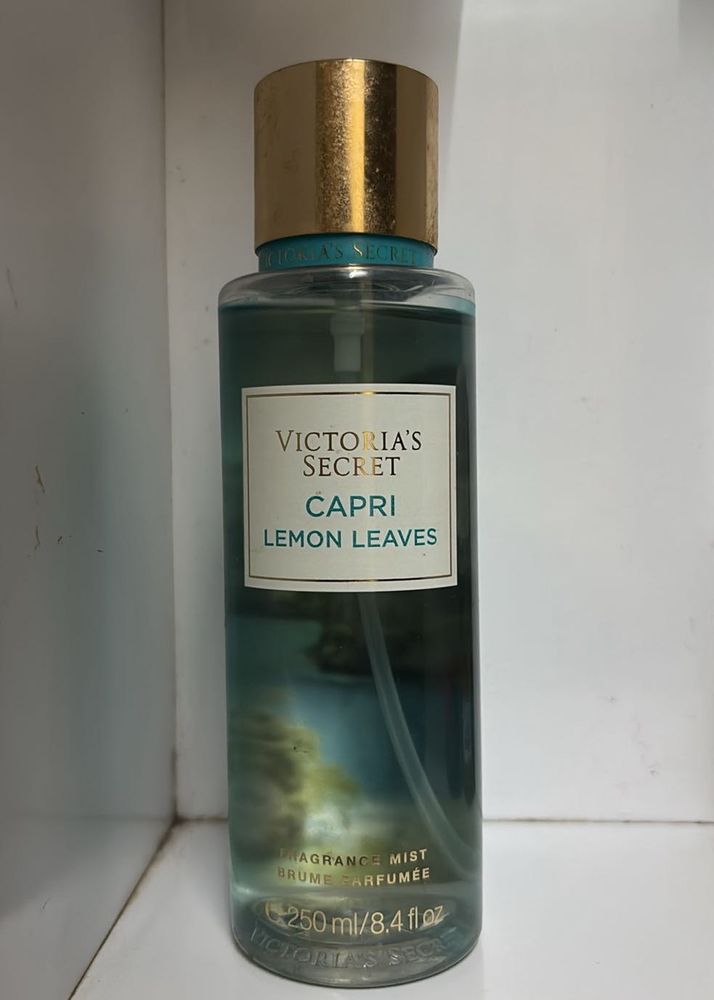 VICTORIA'S SECRET
VICTORIA'S
SECRET
CAPRI
LEMON LEAVES
FRAGRANCE MIST
BRUME PARFUMÉE
℮ 250 ml/8.4 fl oz
VICTORIA'S SECRET